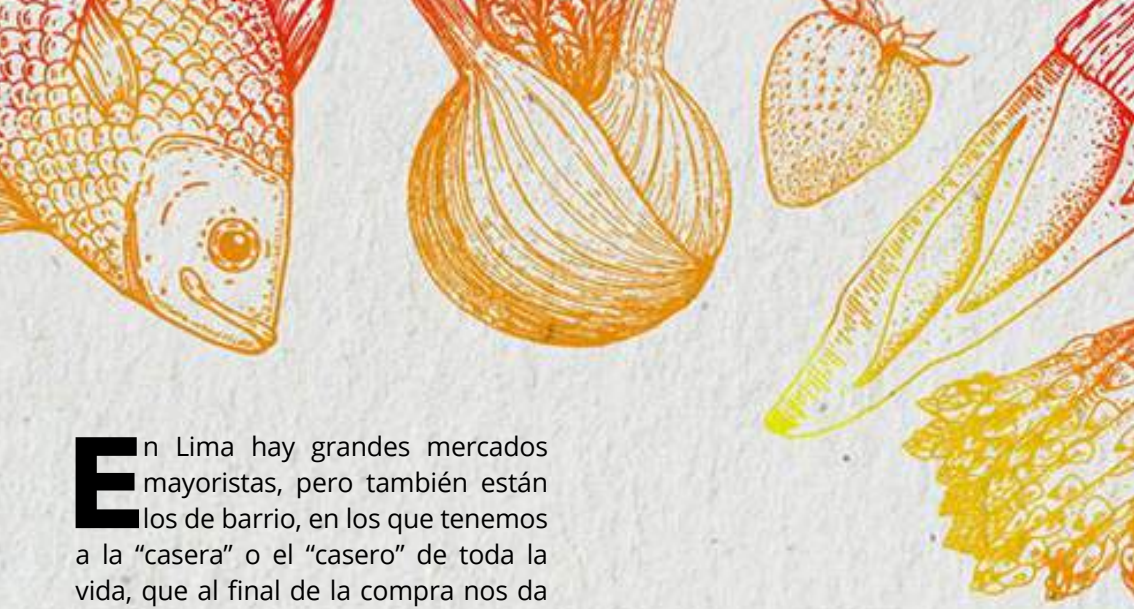 En Lima hay grandes mercados
mayoristas, pero también están
los de barrio, en los que tenemos
a la “casera” o el “casero” de toda la
vida, que al final de la compra nos da